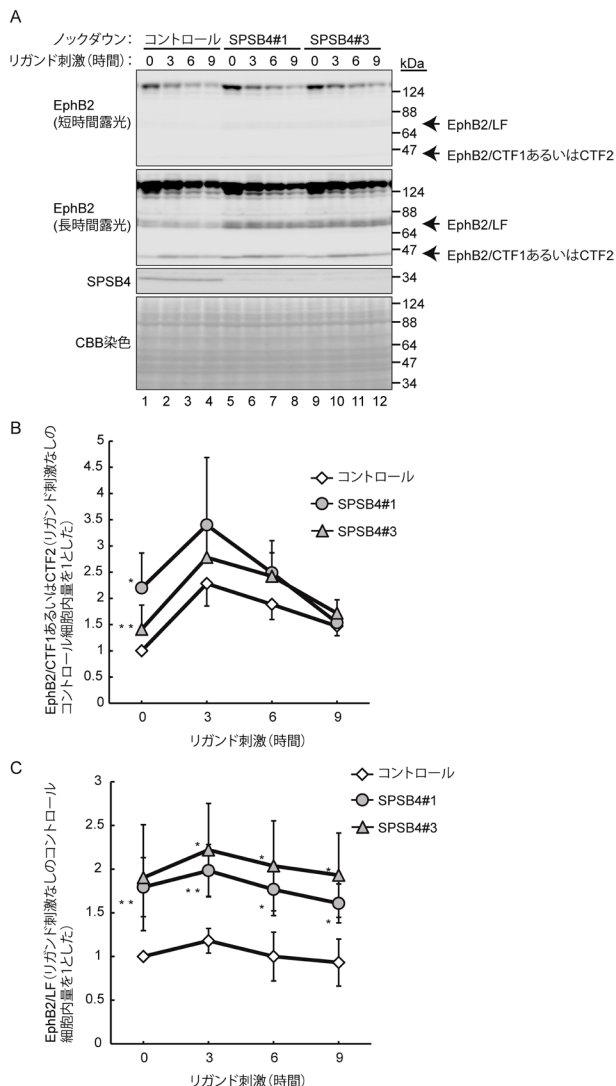 A
ノックダウン： コントロール SPSB4#1 SPSB4#3
リガンド刺激（時間）： 0 3 6 9 0 3 6 9 0 3 6 9 kDa
EphB2
(短時間露光)
124
88
64
47
EphB2/LF
EphB2/CTF1あるいはCTF2
EphB2
(長時間露光)
124
88
64
47
EphB2/LF
EphB2/CTF1あるいはCTF2
SPSB4
34
CBB染色
124
88
64
47
34
1 2 3 4 5 6 7 8 9 10 11 12
B
EphB2/CTF1あるいはCTF2（リガンド刺激なしの
コントロール細胞内量を1とした）
5
4.5
4
3.5
3
2.5
2
1.5
1
0.5
0
コントロール
SPSB4#1
SPSB4#3
*
**
0 3 6 9
リガンド刺激（時間）
C
EphB2/LF（リガンド刺激なしのコントロール
細胞内量を1とした）
2
2.5
2
1.5
1
0.5
0
コントロール
SPSB4#1
SPSB4#3
* * *
** ** * *
0 3 6 9
リガンド刺激（時間）